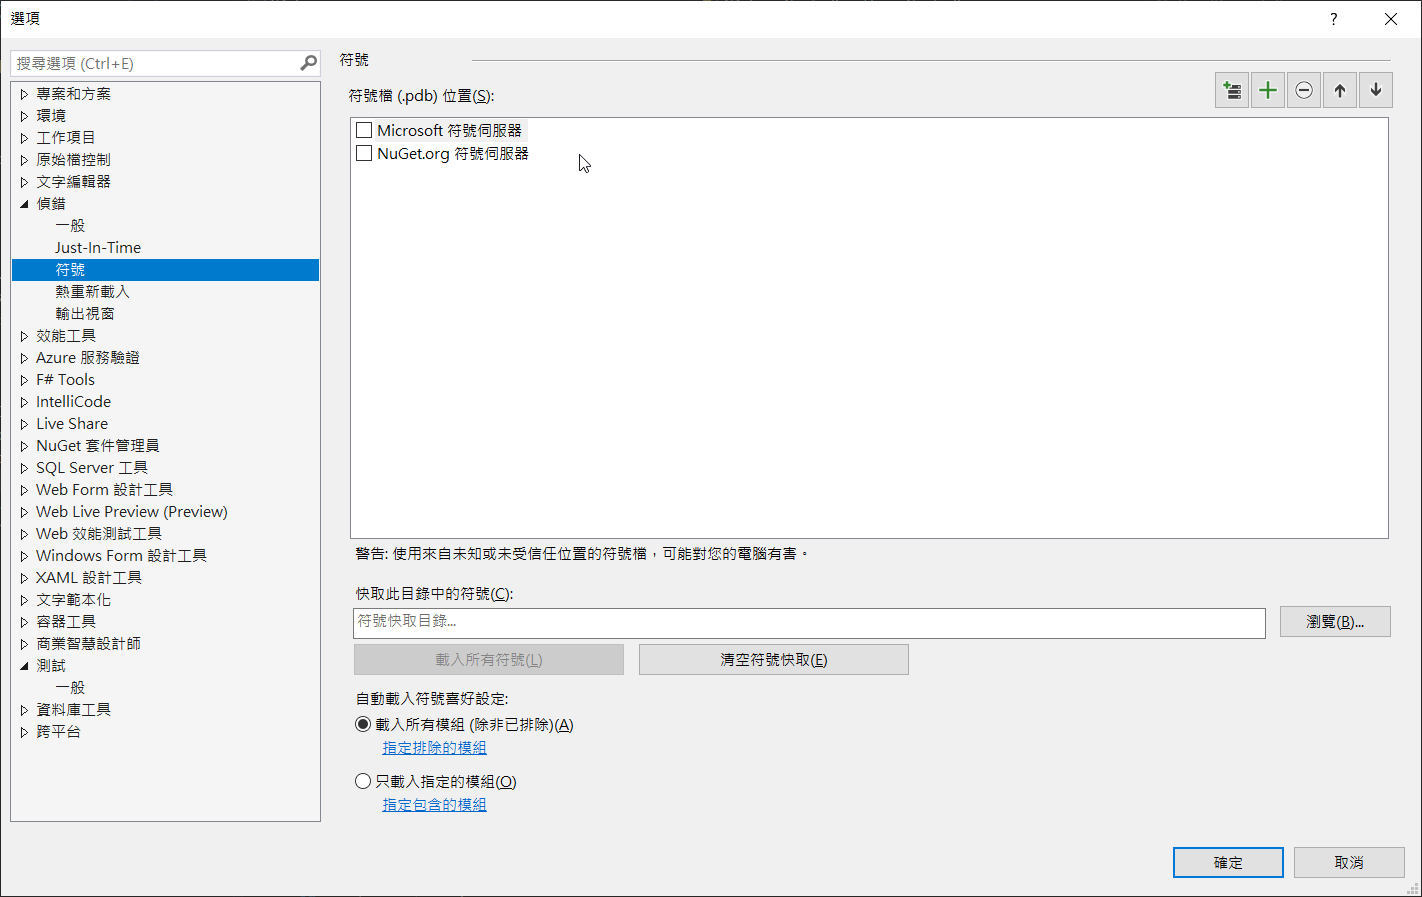 選項
?
搜尋選項 (Ctrl+E)
專案和方案
環境
工作項目
原始檔控制
文字編輯器
偵錯
一般
Just-In-Time
符號
熱重新載入
輸出視窗
效能工具
Azure 服務驗證
F# Tools
IntelliCode
Live Share
NuGet 套件管理員
SQL Server 工具
Web Form 設計工具
Web Live Preview (Preview)
Web 效能測試工具
Windows Form 設計工具
XAML 設計工具
文字範本化
容器工具
商業智慧設計師
測試
一般
資料庫工具
跨平台
符號
符號檔 (.pdb) 位置(S):
Microsoft 符號伺服器
NuGet.org 符號伺服器
警告: 使用來自未知或未受信任位置的符號檔，可能對您的電腦有害。
快取此目錄中的符號(C):
符號快取目錄...
瀏覽(B)...
載入所有符號(L)
清空符號快取(E)
自動載入符號喜好設定:
載入所有模組 (除非已排除)(A)
指定排除的模組
只載入指定的模組(O)
指定包含的模組
確定
取消